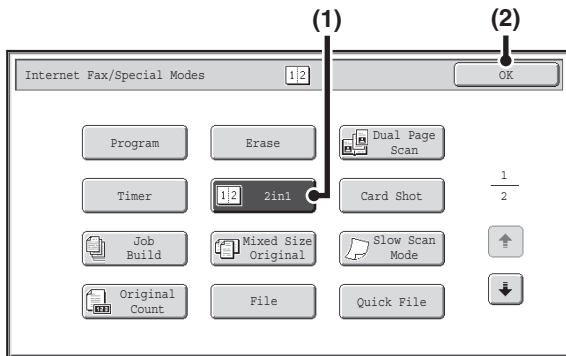 (1)
(2)
Internet Fax/Special Modes
1 2
OK
Program
Erase
Dual Page
Scan
Timer
1 2
2in1
Card Shot
1
2
Job
Build
Mixed Size
Original
Slow Scan
Mode
123
Original
Count
File
Quick File